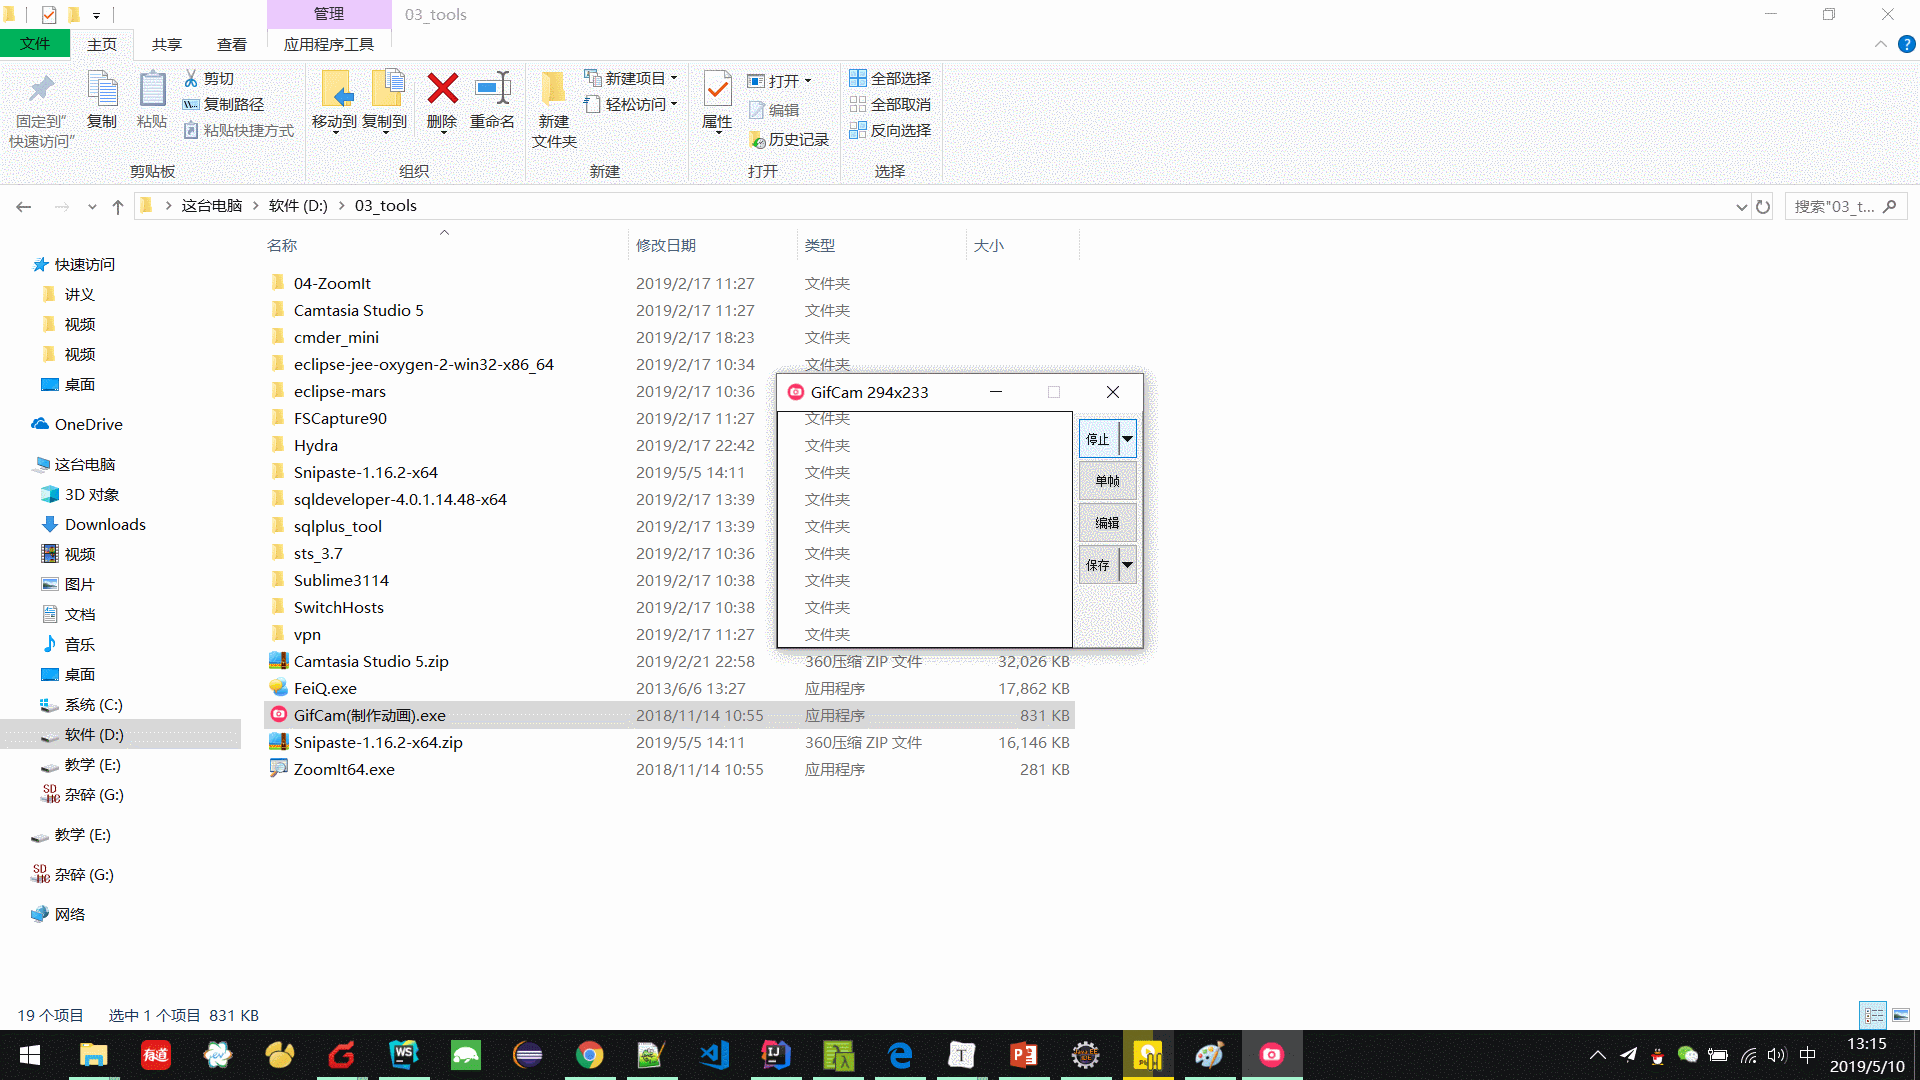 管理
03_tools
文件
主页
共享
查看
应用程序工具
固定到"
快速访问"
复制
粘贴
剪切
复制路径
粘贴快捷方式
剪贴板
移动到
复制到
删除
重命名
组织
新建
文件夹
新建项目
轻松访问
新建
属性
打开
编辑
历史记录
打开
全部选择
全部取消
反向选择
选择
这台电脑
软件 (D:)
03_tools
搜索"03_t...
名称
修改日期
类型
大小
快速访问
讲义
视频
视频
桌面
OneDrive
这台电脑
3D 对象
Downloads
视频
图片
文档
音乐
桌面
系统 (C:)
软件 (D:)
教学 (E:)
杂碎 (G:)
教学 (E:)
杂碎 (G:)
网络
04-ZoomIt 2019/2/17 11:27 文件夹
Camtasia Studio 5 2019/2/17 11:27 文件夹
cmder_mini 2019/2/17 18:23 文件夹
eclipse-jee-oxygen-2-win32-x86_64 2019/2/17 10:34 文件夹
eclipse-mars 2019/2/17 10:36
FSCapture90 2019/2/17 11:27 文件夹
Hydra 2019/2/17 22:42 文件夹
Snipaste-1.16.2-x64 2019/5/5 14:11 文件夹
sqldeveloper-4.0.1.14.48-x64 2019/2/17 13:39 文件夹
sqlplus_tool 2019/2/17 13:39 文件夹
sts_3.7 2019/2/17 10:36 文件夹
Sublime3114 2019/2/17 10:38 文件夹
SwitchHosts 2019/2/17 10:38 文件夹
vpn 2019/2/17 11:27 文件夹
Camtasia Studio 5.zip 2019/2/21 22:58 360压缩 ZIP 文件 32,026 KB
FeiQ.exe 2013/6/6 13:27 应用程序 17,862 KB
GifCam(制作动画).exe 2018/11/14 10:55 应用程序 831 KB
Snipaste-1.16.2-x64.zip 2019/5/5 14:11 360压缩 ZIP 文件 16,146 KB
ZoomIt64.exe 2018/11/14 10:55 应用程序 281 KB
GifCam 294x233
停止
单帧
编辑
保存
19 个项目
选中 1 个项目 831 KB
有道
WS
IJ
T
中
13:15
2019/5/10